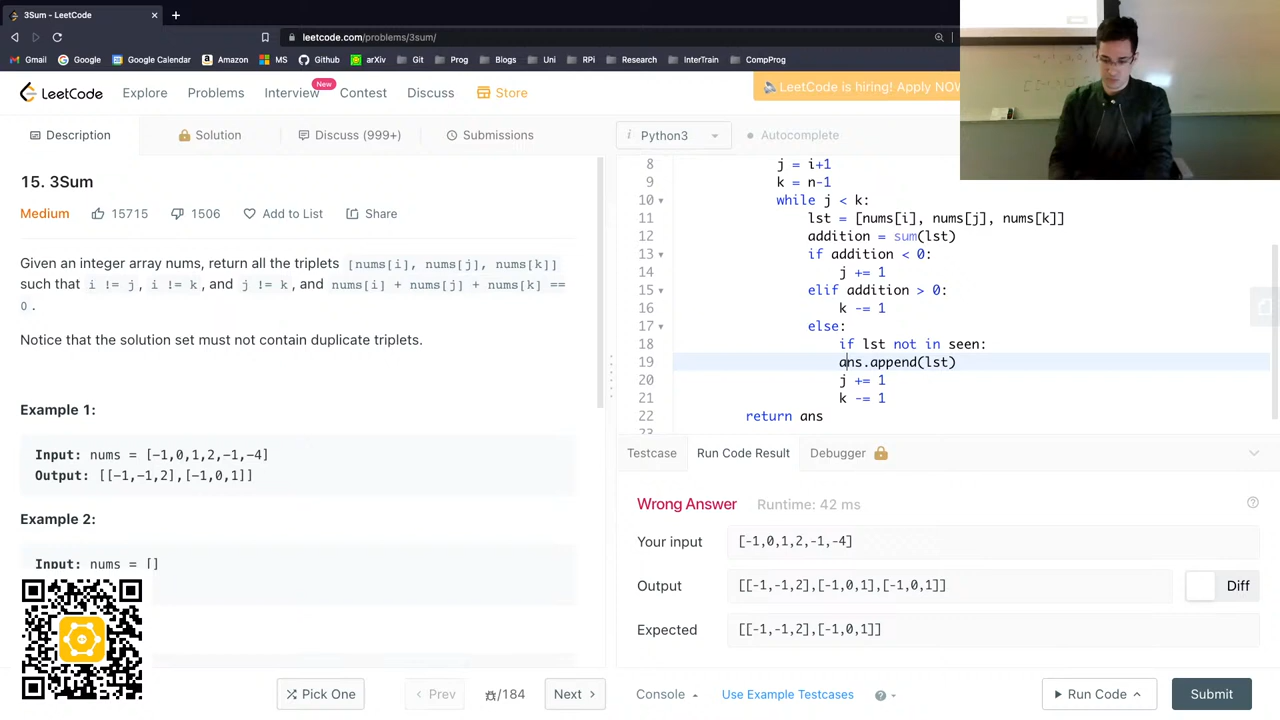 3Sum - LeetCode
leetcode.com/problems/3sum/
Gmail
Google
Google Calendar
Amazon
MS
Github
arXiv
Git
Prog
Blogs
Uni
RPi
Research
InterTrain
CompProg
LeetCode
Explore
Problems
Interview
New
Contest
Discuss
Store
LeetCode is hiring! Apply NOW
Description
Solution
Discuss (999+)
Submissions
i Python3
Autocomplete
15. 3Sum
Medium
15715
1506
Add to List
Share
Given an integer array nums, return all the triplets [nums[i], nums[j], nums[k]]
such that i != j, i != k, and j != k, and nums[i] + nums[j] + nums[k] ==
0.
Notice that the solution set must not contain duplicate triplets.
Example 1:
Input: nums = [-1,0,1,2,-1,-4]
Output: [[-1,-1,2],[-1,0,1]]
Example 2:
Input: nums = []
8 j = i+1
9 k = n-1
10 while j < k:
11 lst = [nums[i], nums[j], nums[k]]
12 addition = sum(lst)
13 if addition < 0:
14 j += 1
15 elif addition > 0:
16 k -= 1
17 else:
18 if lst not in seen:
19 ans.append(lst)
20 j += 1
21 k -= 1
22 return ans
23
Testcase
Run Code Result
Debugger
Wrong Answer
Runtime: 42 ms
Your input
[-1,0,1,2,-1,-4]
Output
[[-1,-1,2],[-1,0,1],[-1,0,1]]
Diff
Expected
[[-1,-1,2],[-1,0,1]]
Pick One
Prev
/184
Next
Console
Use Example Testcases
Run Code
Submit